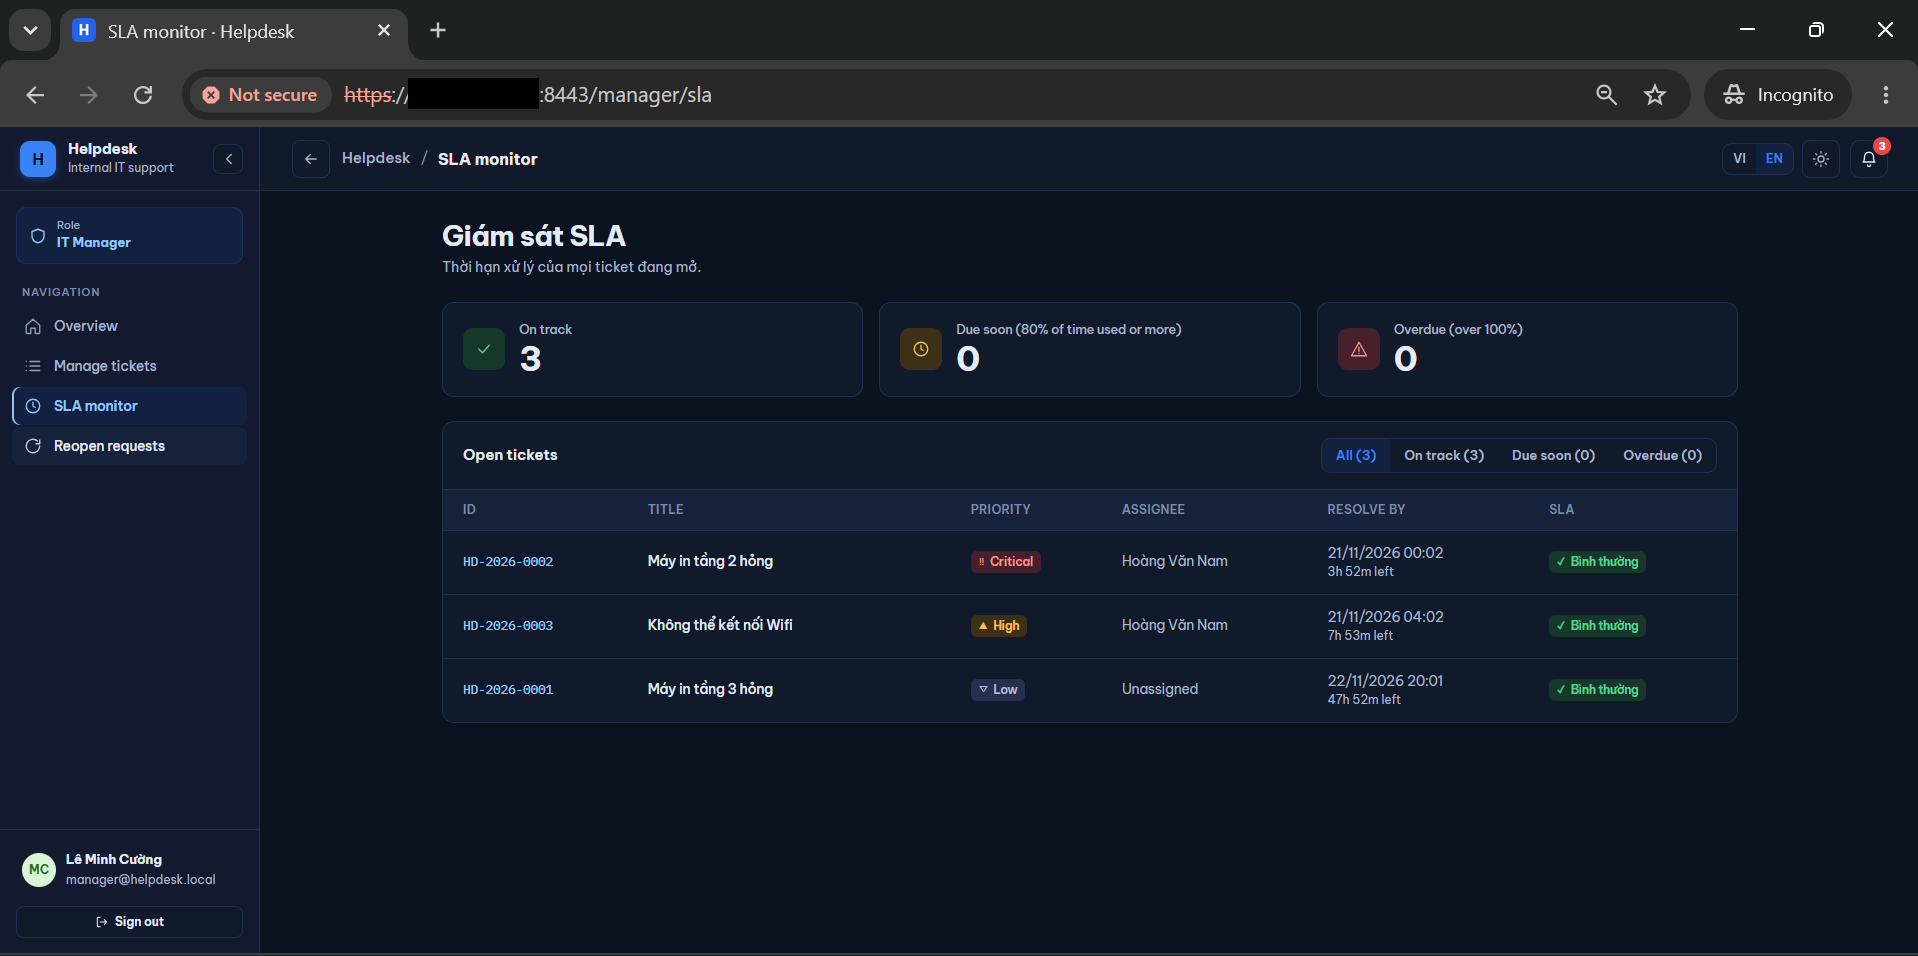 SLA monitor · Helpdesk
Not secure https:// :8443/manager/sla Incognito
H Helpdesk
Internal IT support
Helpdesk / SLA monitor
VI EN 3
Role
IT Manager
NAVIGATION
Overview
Manage tickets
SLA monitor
Reopen requests
Giám sát SLA
Thời hạn xử lý của mọi ticket đang mở.
On track
3
Due soon (80% of time used or more)
0
Overdue (over 100%)
0
Open tickets
All (3) On track (3) Due soon (0) Overdue (0)
ID TITLE PRIORITY ASSIGNEE RESOLVE BY SLA
HD-2026-0002 Máy in tầng 2 hỏng !! Critical Hoàng Văn Nam 21/11/2026 00:02 ✓ Bình thường
3h 52m left
HD-2026-0003 Không thể kết nối Wifi ▲ High Hoàng Văn Nam 21/11/2026 04:02 ✓ Bình thường
7h 53m left
HD-2026-0001 Máy in tầng 3 hỏng ▽ Low Unassigned 22/11/2026 20:01 ✓ Bình thường
47h 52m left
MC Lê Minh Cường
manager@helpdesk.local
Sign out